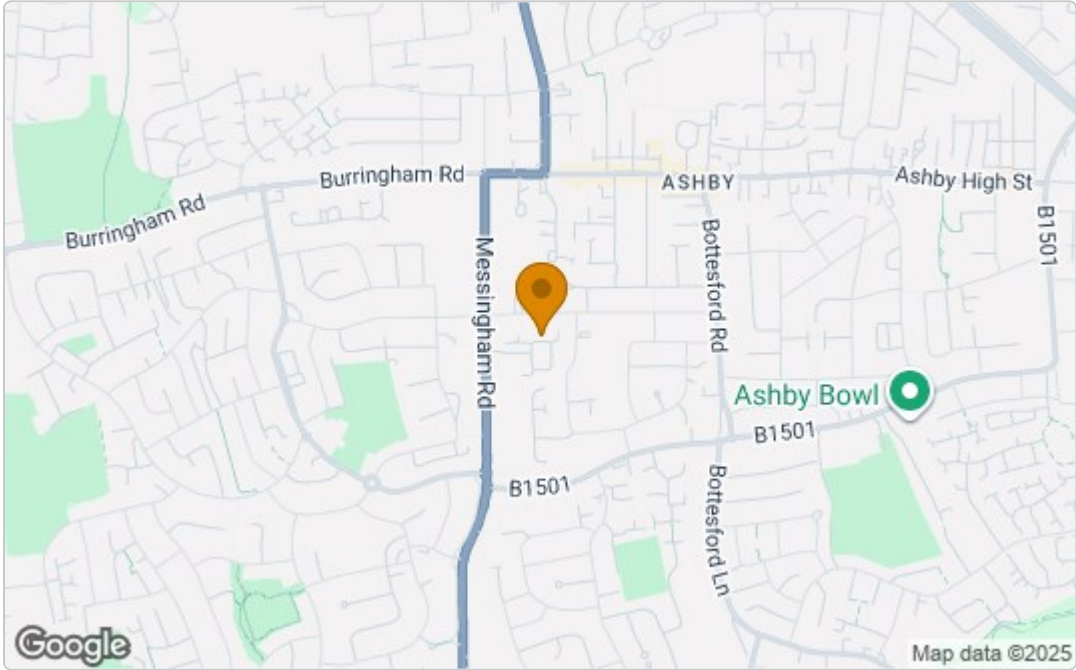 Burringham Rd
ASHBY
Ashby High St
Burringham Rd
B1501
Messingham Rd
Bottesford Rd
Ashby Bowl
B1501
B1501
Bottesford Ln
Google
Map data ©2025